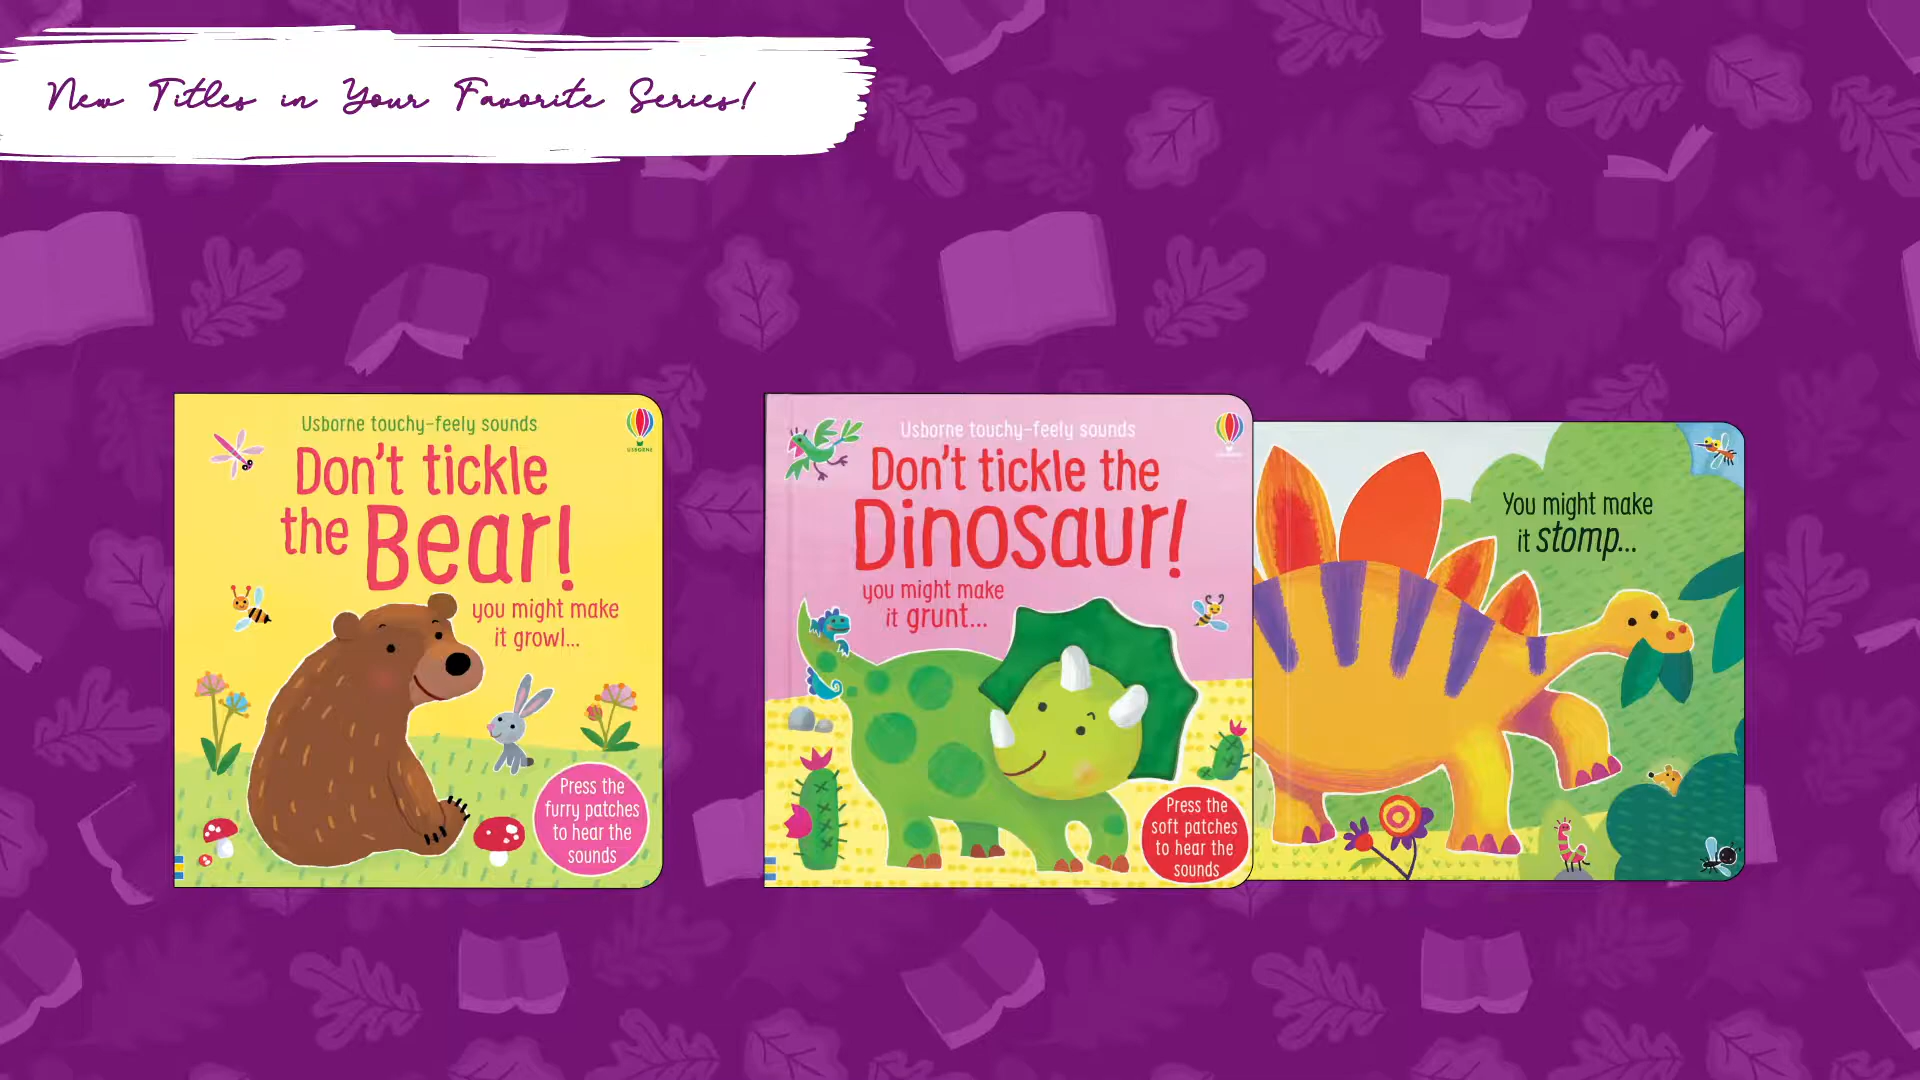 New Titles in Your Favorite Series!
Usborne touchy-feely sounds
USBORNE
Don't tickle
the Bear!
you might make
it growl...
Press the
furry patches
to hear the
sounds
Usborne touchy-feely sounds
Don't tickle the
Dinosaur!
you might make
it grunt...
Press the
soft patches
to hear the
sounds
You might make
it stomp...